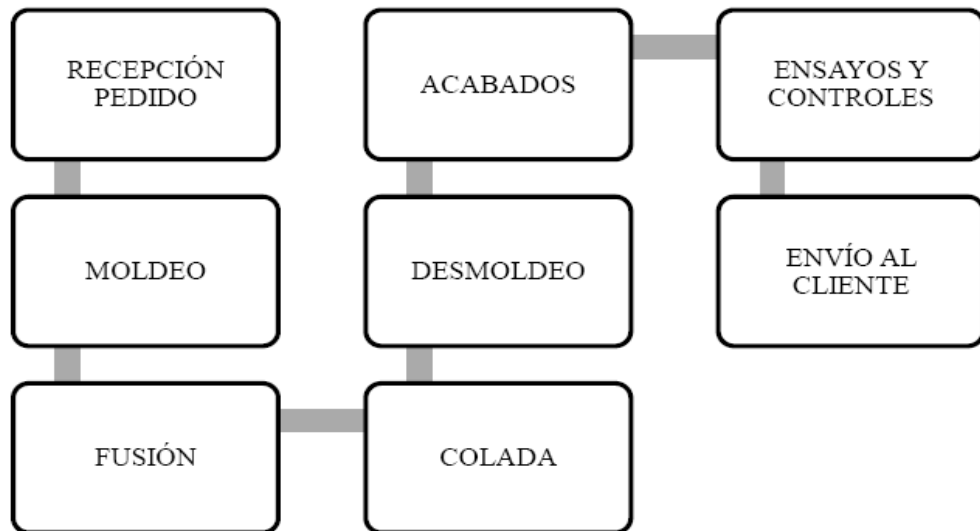 RECEPCIÓN
PEDIDO
MOLDEO
FUSIÓN
COLADA
DESMOLDEO
ACABADOS
ENSAYOS Y
CONTROLES
ENVÍO AL
CLIENTE